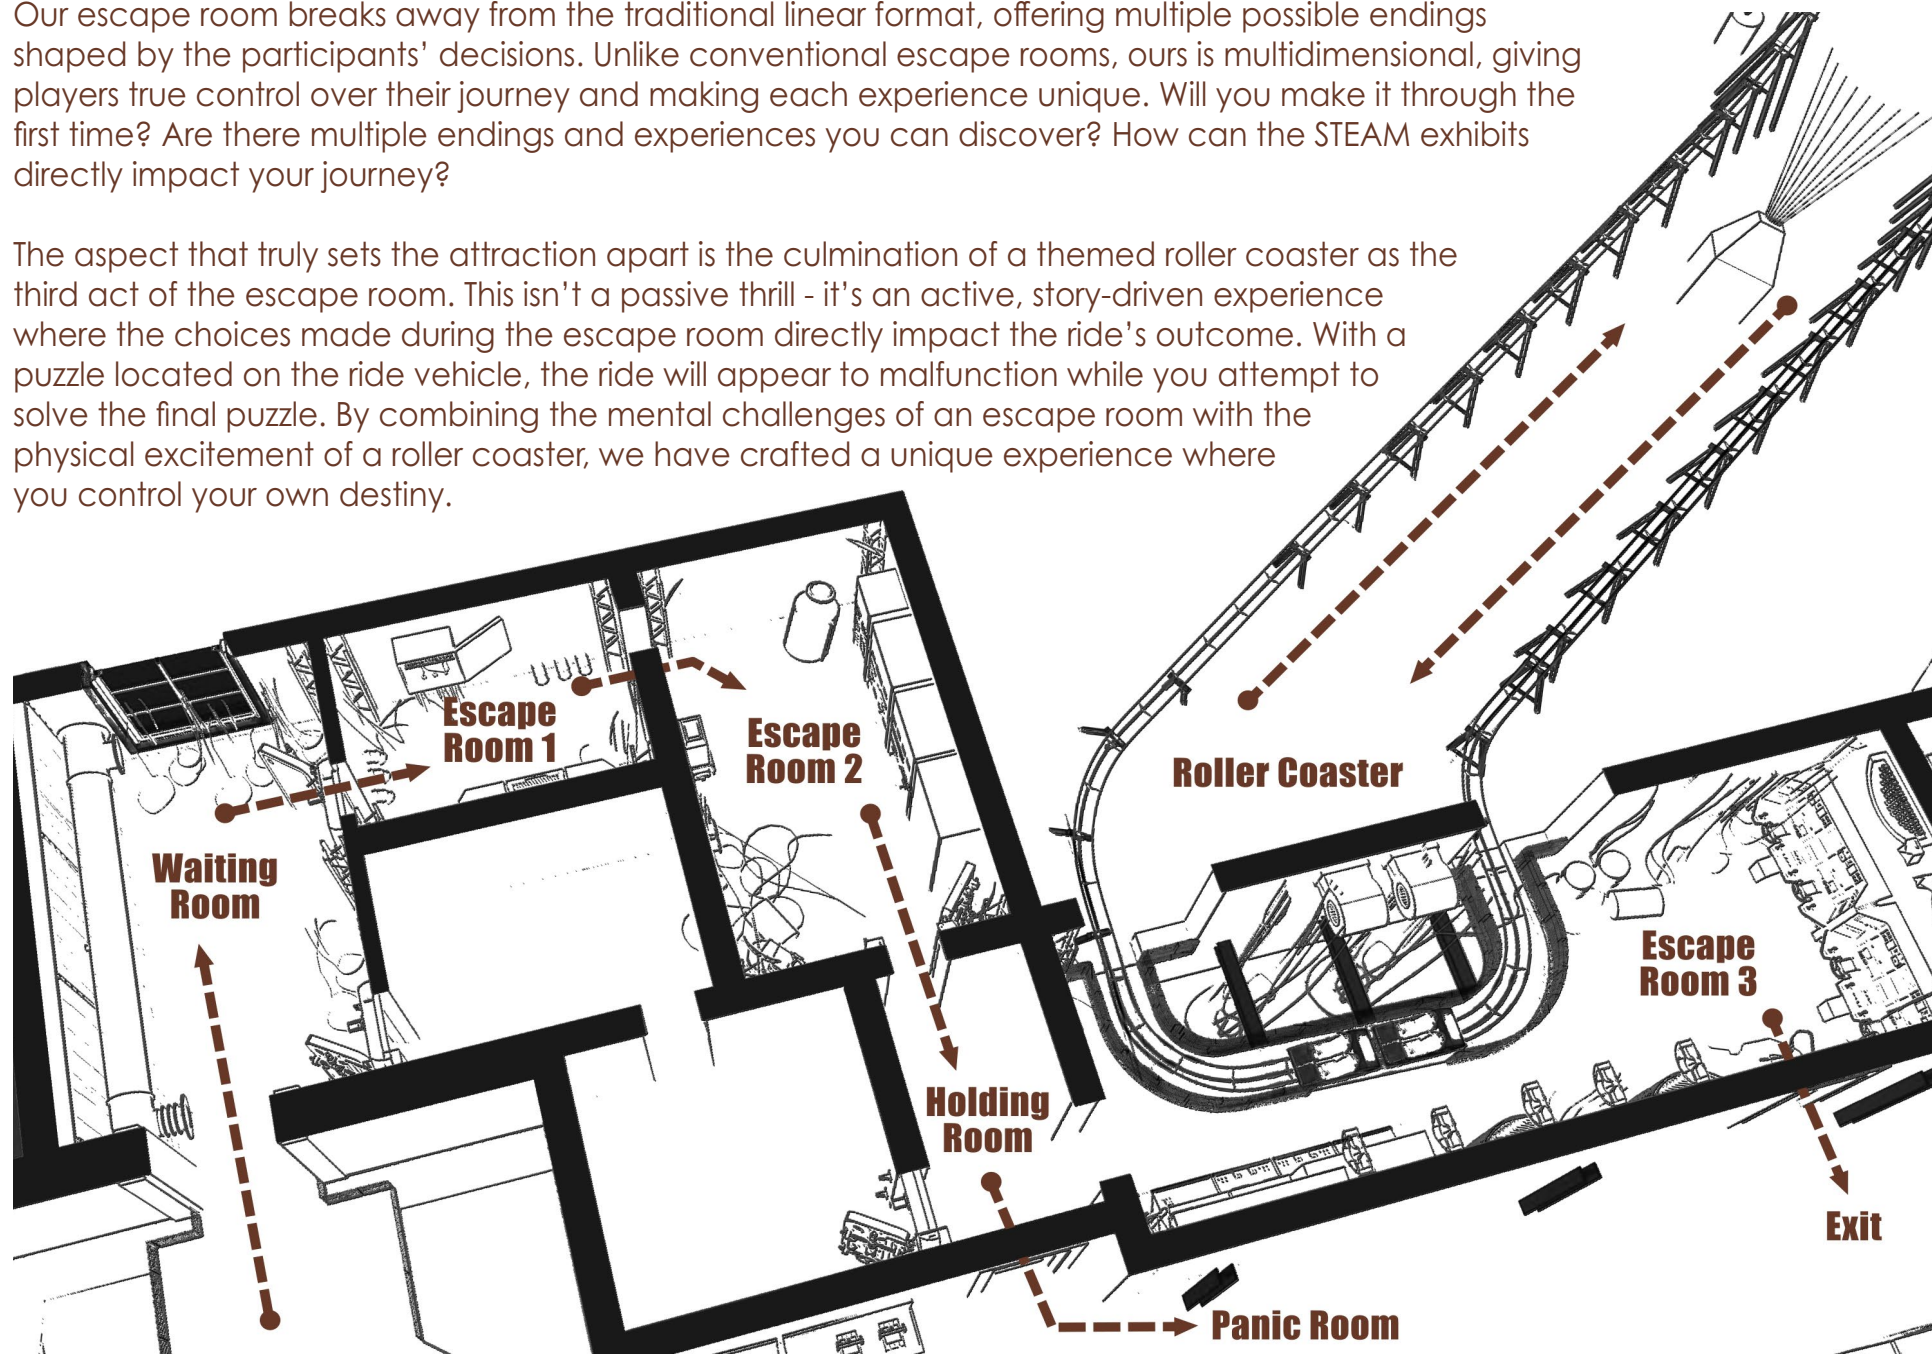 Our escape room breaks away from the traditional linear format, offering multiple possible endings
shaped by the participants’ decisions. Unlike conventional escape rooms, ours is multidimensional, giving
players true control over their journey and making each experience unique. Will you make it through the
first time? Are there multiple endings and experiences you can discover? How can the STEAM exhibits
directly impact your journey?
The aspect that truly sets the attraction apart is the culmination of a themed roller coaster as the
third act of the escape room. This isn’t a passive thrill - it’s an active, story-driven experience
where the choices made during the escape room directly impact the ride’s outcome. With a
puzzle located on the ride vehicle, the ride will appear to malfunction while you attempt to
solve the final puzzle. By combining the mental challenges of an escape room with the
physical excitement of a roller coaster, we have crafted a unique experience where
you control your own destiny.
Escape
Room 1
Escape
Room 2
Roller Coaster
Waiting
Room
Escape
Room 3
Holding
Room
Exit
Panic Room